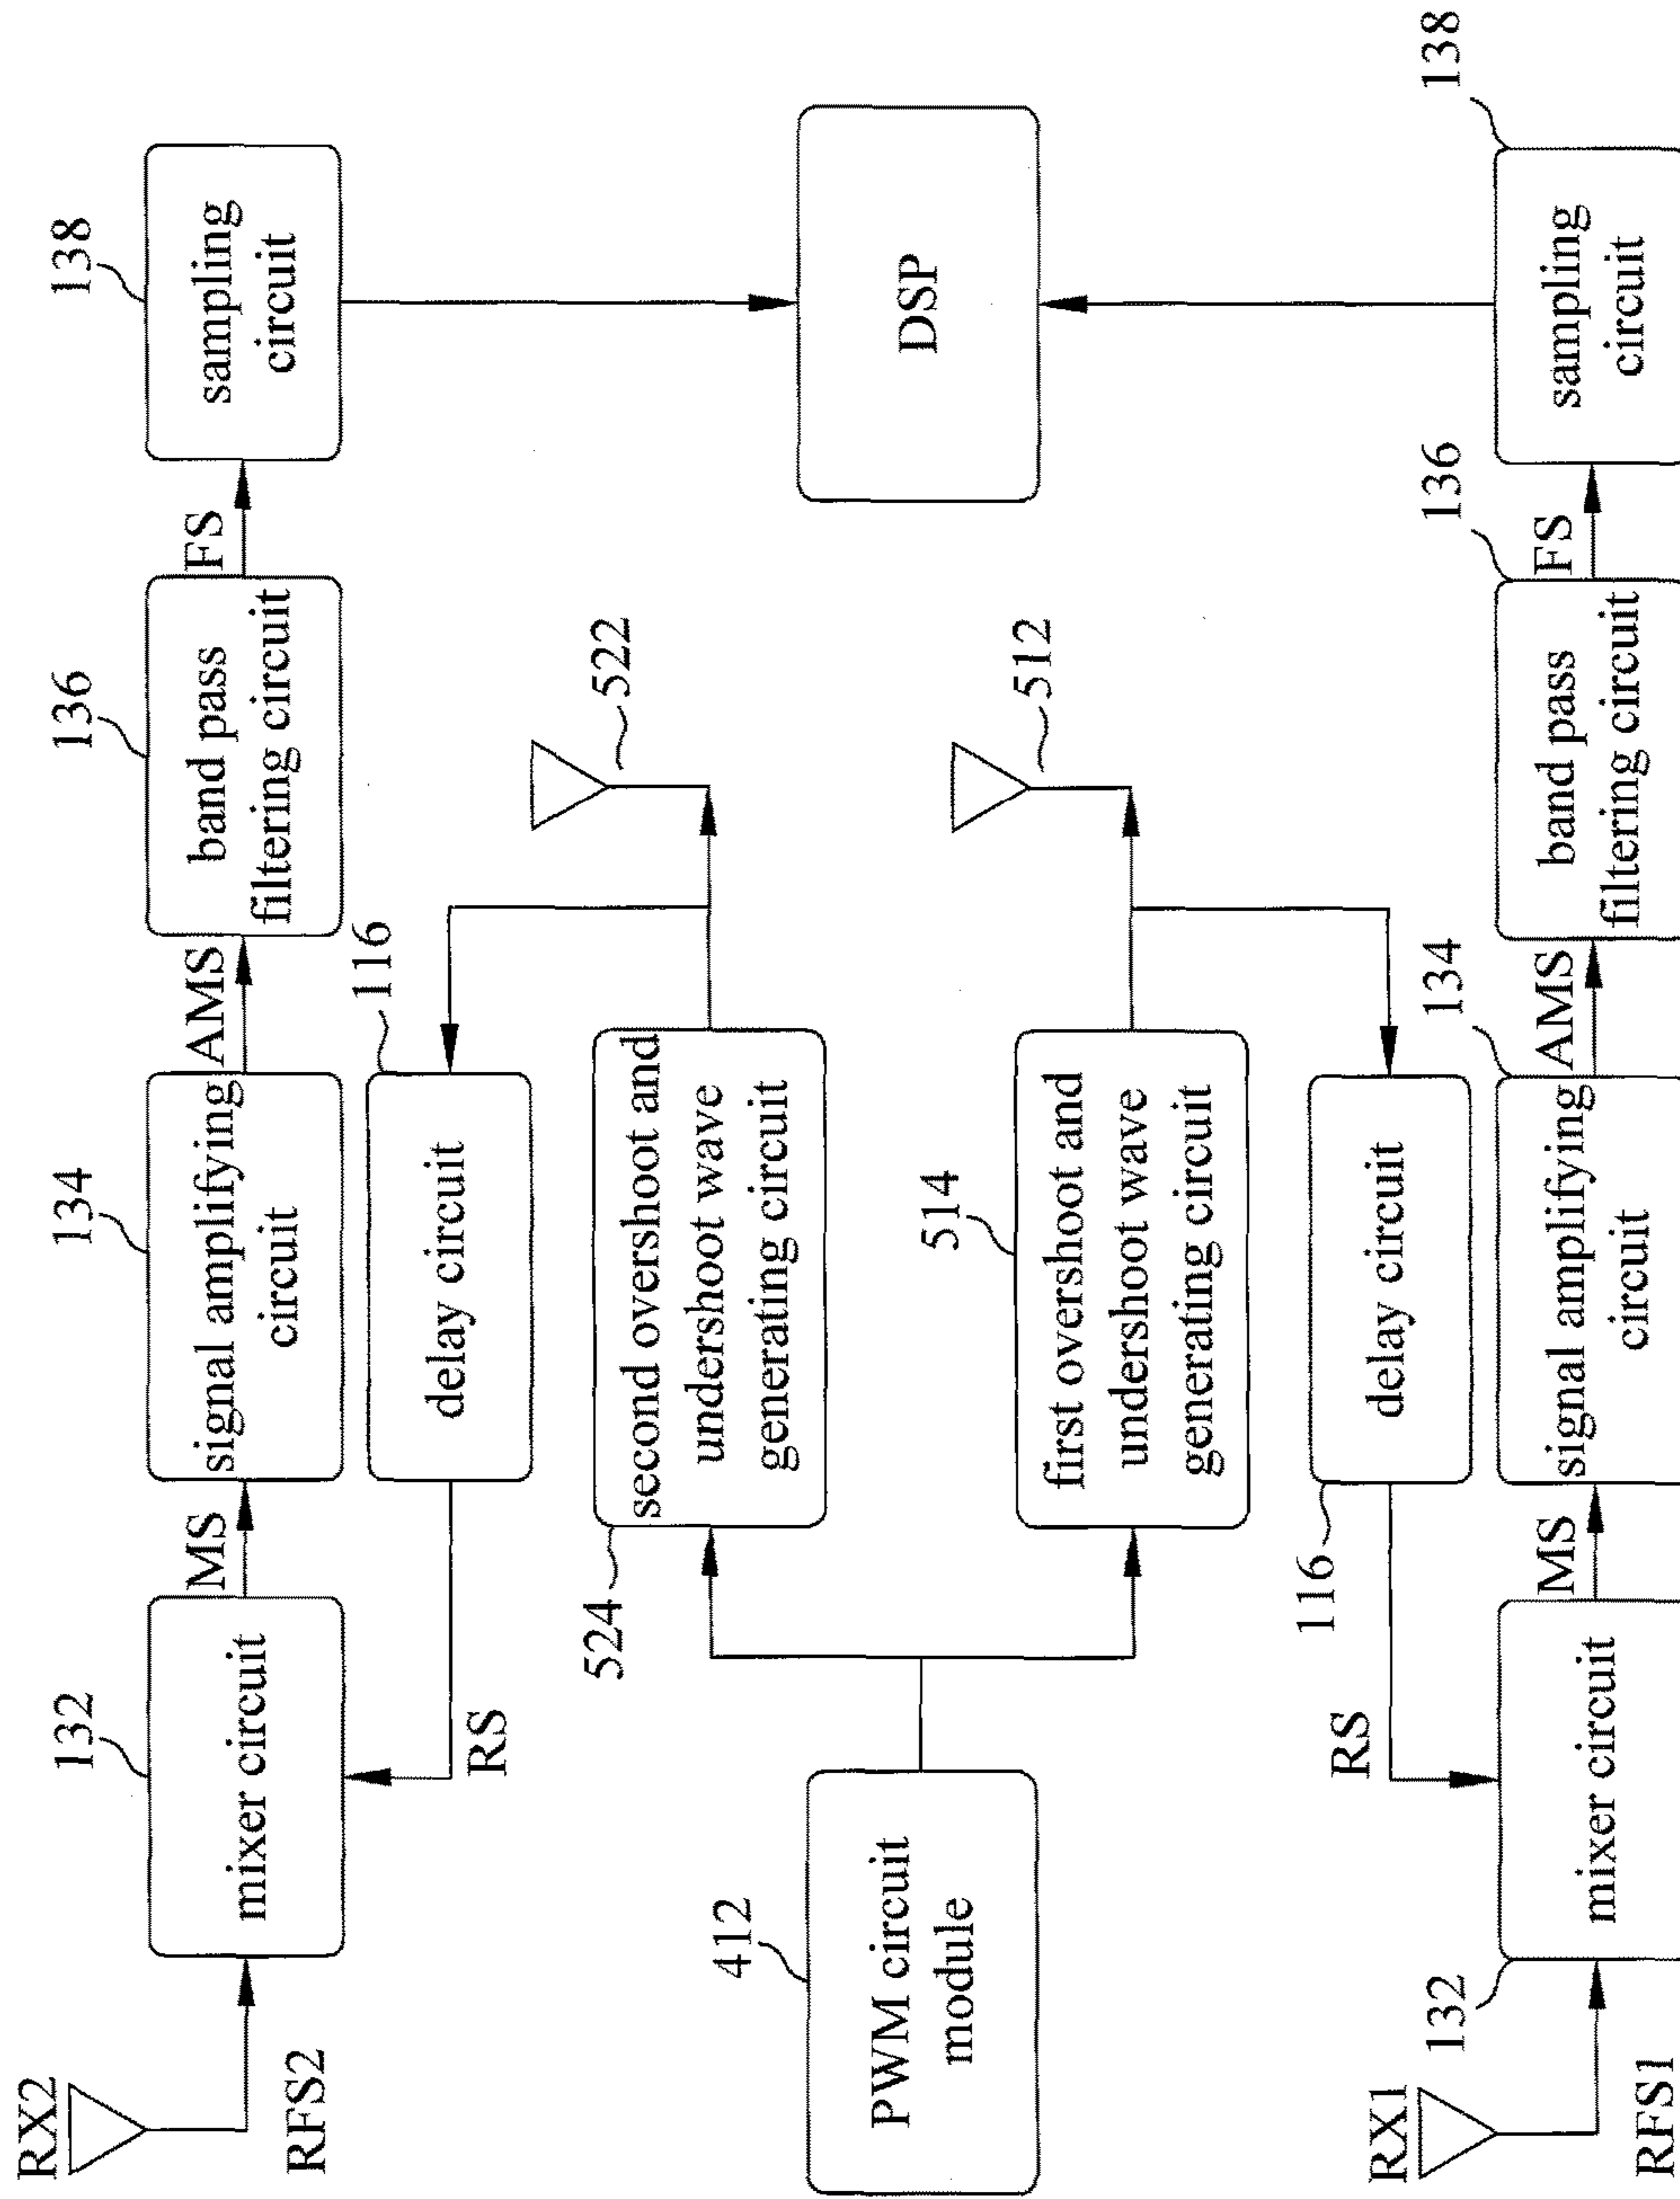 RX2
RFS2
132
mixer circuit
MS
134
signal amplifying
circuit
AMS
136
band pass
filtering circuit
FS
138
sampling
circuit
RS
116
delay circuit
524
second overshoot and
undershoot wave
generating circuit
522
412
PWM circuit
module
DSP
514
first overshoot and
undershoot wave
generating circuit
512
116
delay circuit
RS
RX1
RFS1
132
mixer circuit
MS
134
signal amplifying
circuit
AMS
136
band pass
filtering circuit
FS
138
sampling
circuit